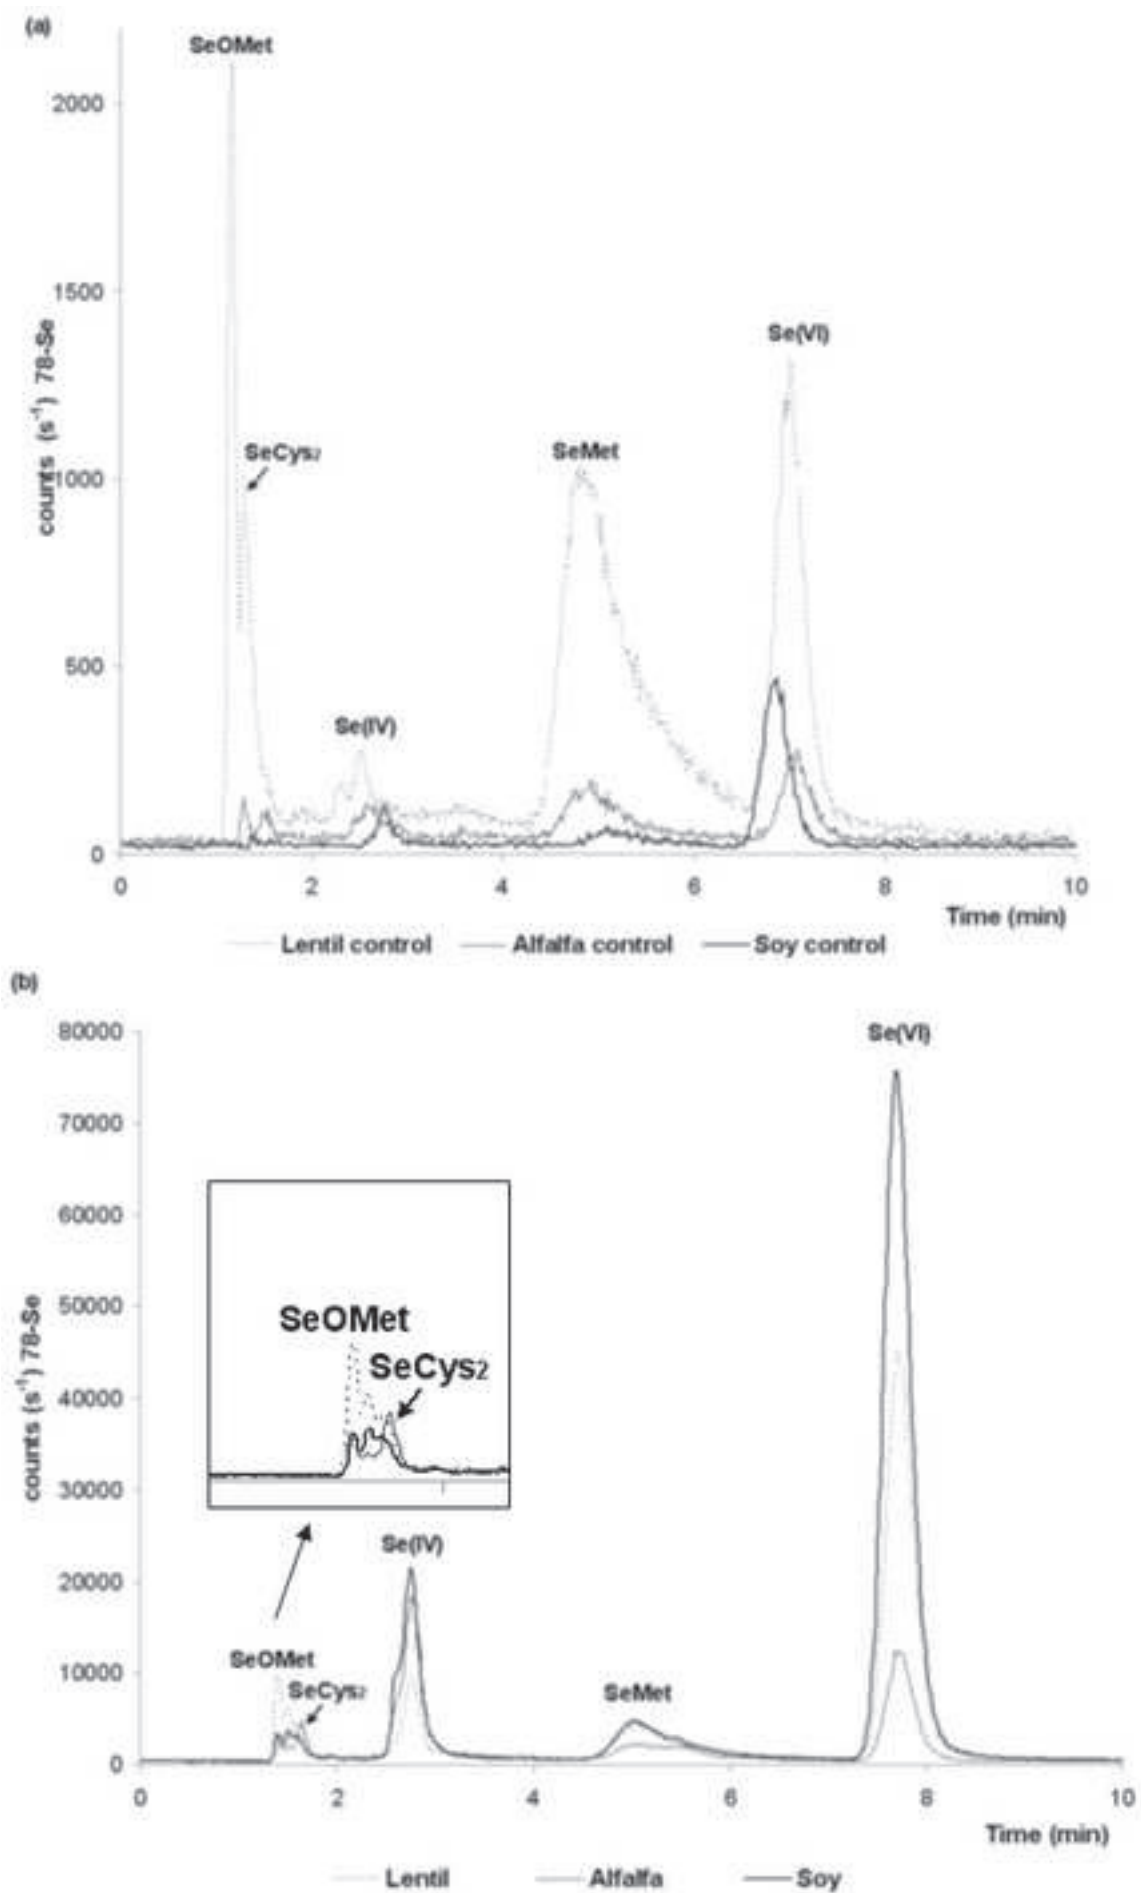 (a)
SeOMet
2000
1500
Se(VI)
counts (s⁻¹) 78-Se
SeCys₂
SeMet
1000
500
Se(IV)
0
0 2 4 6 8 10
Time (min)
Lentil control Alfalfa control Soy control
(b)
80000
Se(VI)
70000
60000
50000
SeOMet
SeCys₂
counts (s⁻¹) 78-Se
40000
30000
Se(IV)
20000
10000
SeOMet
SeCys₂
SeMet
0
0 2 4 6 8 10
Time (min)
Lentil Alfalfa Soy